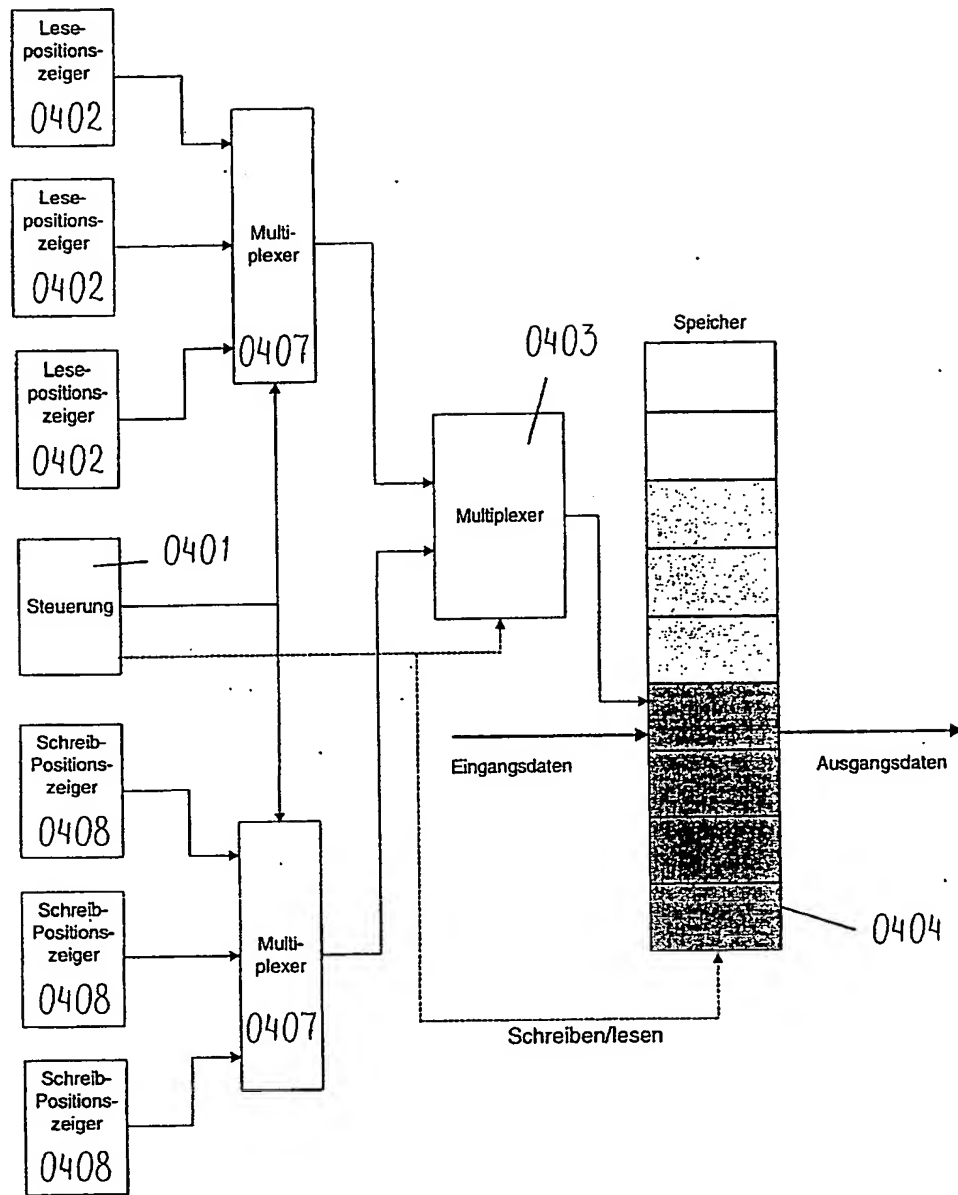 Lese-
positions-
zeiger
0402
Lese-
positions-
zeiger
0402
Lese-
positions-
zeiger
0402
Multi-
plexer
0407
Speicher
0403
Multiplexer
0401
Steuerung
Eingangsdaten
Ausgangsdaten
Schreib-
Positions-
zeiger
0408
Schreib-
Positions-
zeiger
0408
Schreib-
Positions-
zeiger
0408
Multi-
plexer
0407
0404
Schreiben/lesen